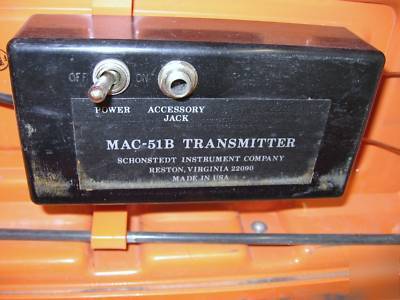 OFF ON
POWER ACCESSORY
JACK
MAC-51B TRANSMITTER
SCHONSTEDT INSTRUMENT COMPANY
RESTON, VIRGINIA 22090
MADE IN USA